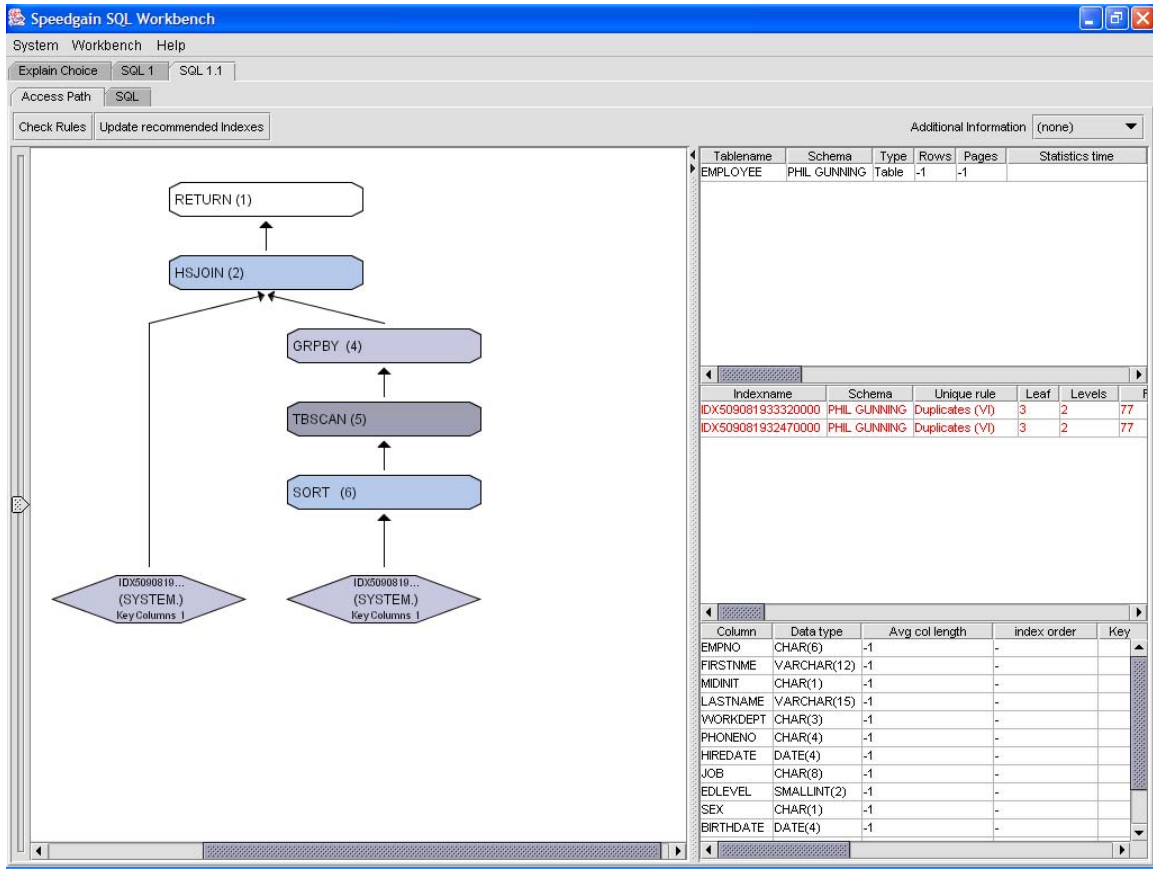 Speedgain SQL Workbench
System Workbench Help
Explain Choice SQL 1 SQL 1.1
Access Path SQL
Check Rules Update recommended Indexes Additional Information (none)
RETURN (1)
HSJOIN (2)
GRPBY (4)
TBSCAN (5)
SORT (6)
IDX5090819...
(SYSTEM.)
Key Columns 1
IDX5090819...
(SYSTEM.)
Key Columns 1
Tablename Schema Type Rows Pages Statistics time
EMPLOYEE PHIL GUNNING Table -1 -1
Indexname Schema Unique rule Leaf Levels F
IDX509081933320000 PHIL GUNNING Duplicates (VI) 3 2 77
IDX509081932470000 PHIL GUNNING Duplicates (VI) 3 2 77
Column Data type Avg col length index order Key
EMPNO CHAR(6) -1 -
FIRSTNME VARCHAR(12) -1 -
MIDINIT CHAR(1) -1 -
LASTNAME VARCHAR(15) -1 -
WORKDEPT CHAR(3) -1 -
PHONENO CHAR(4) -1 -
HIREDATE DATE(4) -1 -
JOB CHAR(8) -1 -
EDLEVEL SMALLINT(2) -1 -
SEX CHAR(1) -1 -
BIRTHDATE DATE(4) -1 -